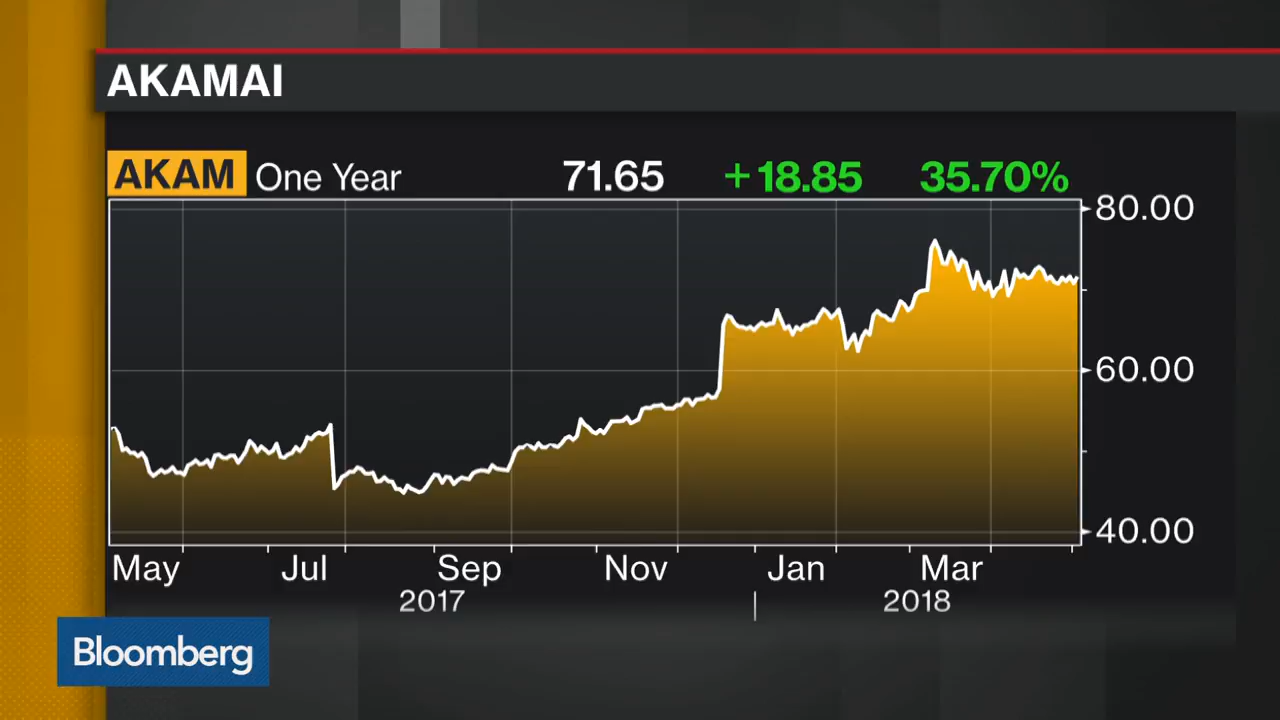 AKAMAI
AKAM One Year 71.65 +18.85 35.70%
80.00
60.00
40.00
May Jul Sep Nov Jan Mar
2017 2018
Bloomberg